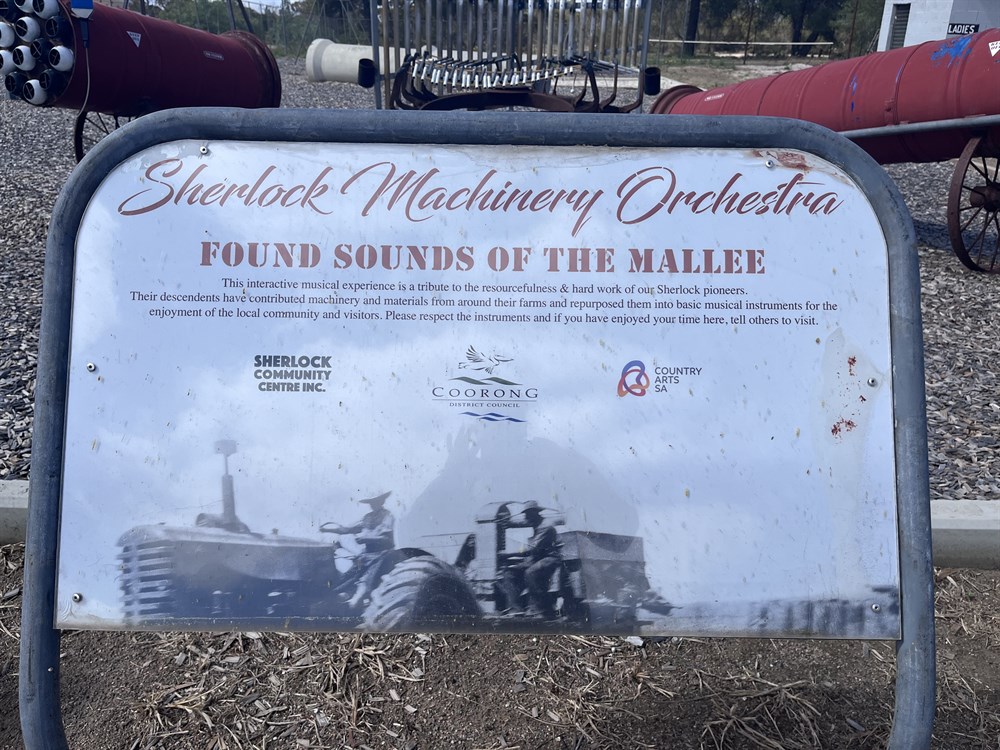 LADIES
Sherlock Machinery Orchestra
FOUND SOUNDS OF THE MALLEE
This interactive musical experience is a tribute to the resourcefulness & hard work of our Sherlock pioneers.
Their descendents have contributed machinery and materials from around their farms and repurposed them into basic musical instruments for the
enjoyment of the local community and visitors. Please respect the instruments and if you have enjoyed your time here, tell others to visit.
SHERLOCK
COMMUNITY
CENTRE INC.
COORONG
DISTRICT COUNCIL
COUNTRY
ARTS
SA